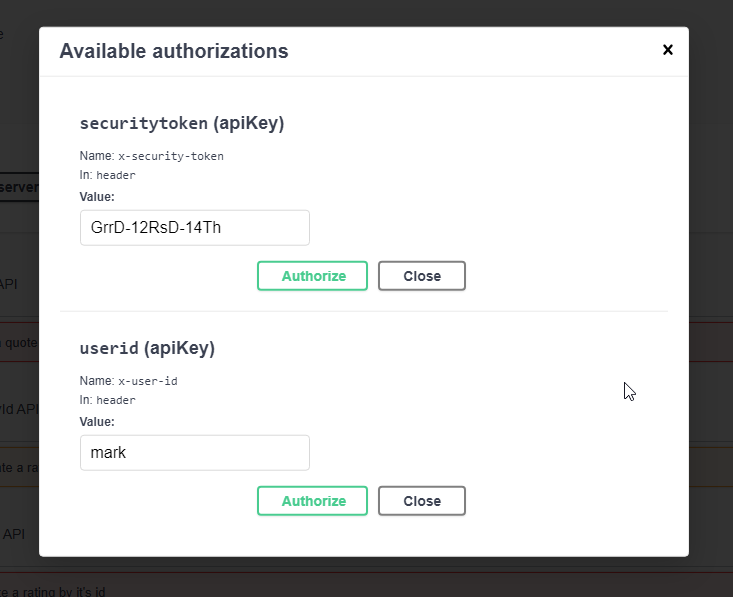 Available authorizations
securitytoken (apiKey)
Name: x-security-token
In: header
Value:
GrrD-12RsD-14Th
Authorize Close
userid (apiKey)
Name: x-user-id
In: header
Value:
mark
Authorize Close
server
API
quote
Id API
te a ra
API
e a rating by it's id